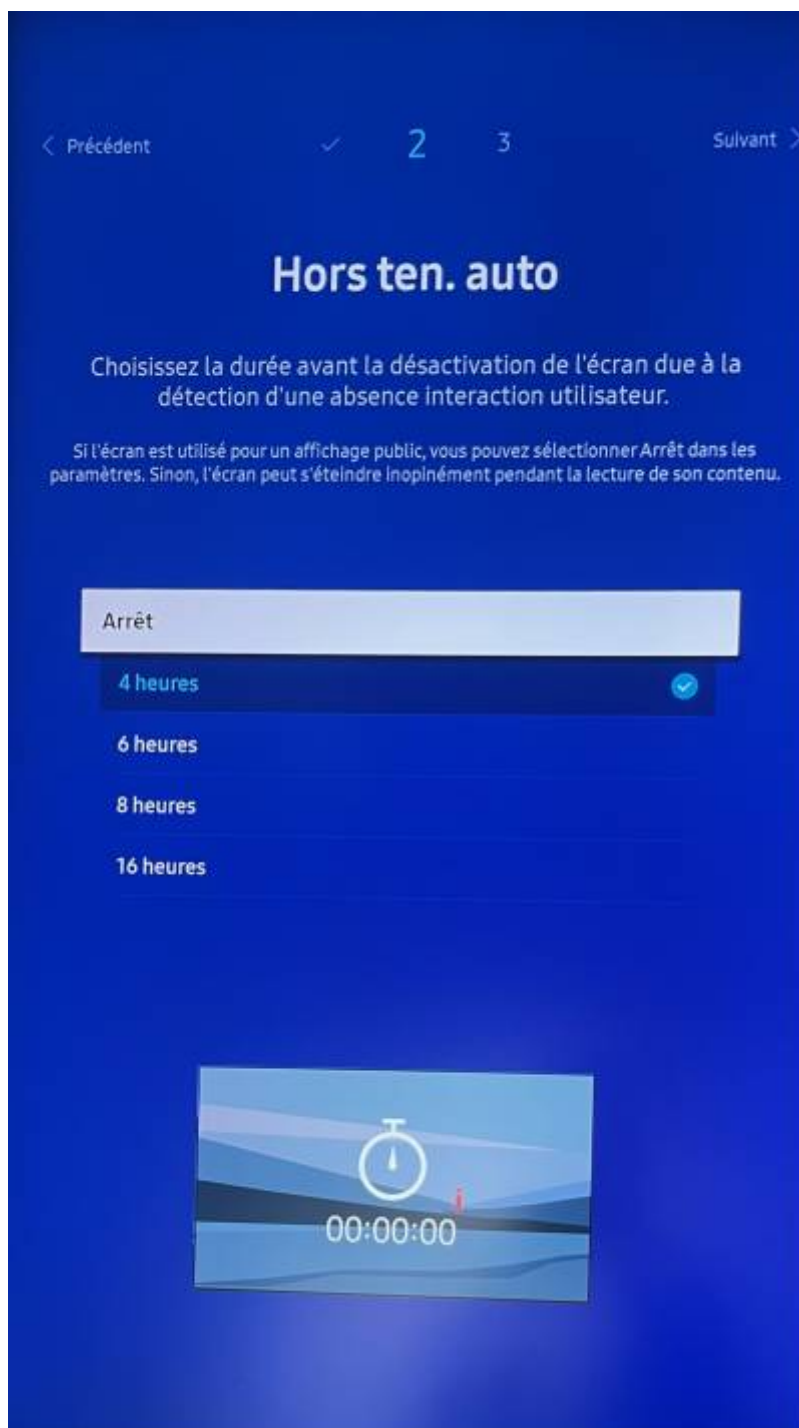 Précédent
2
3
Suivant
Hors ten. auto
Choisissez la durée avant la désactivation de l'écran due à la
détection d'une absence interaction utilisateur.
Si l'écran est utilisé pour un affichage public, vous pouvez sélectionner Arrêt dans les
paramètres. Sinon, l'écran peut s'éteindre inopinément pendant la lecture de son contenu.
Arrêt
4 heures
6 heures
8 heures
16 heures
00:00:00